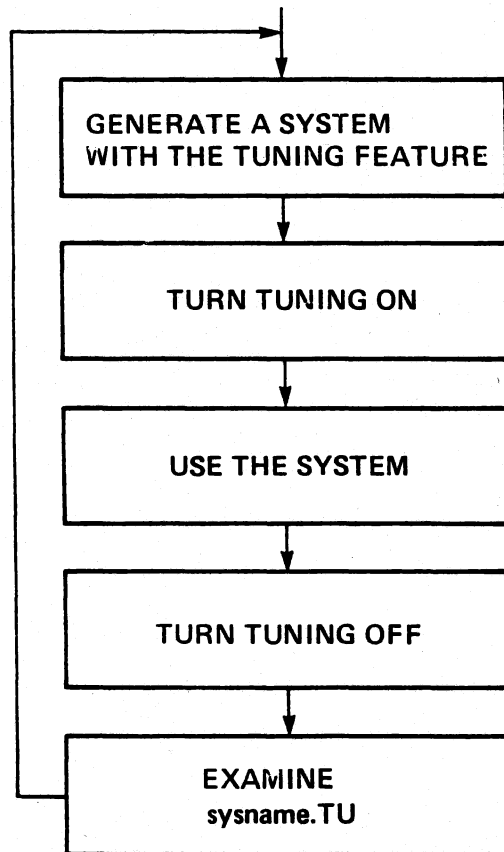 GENERATE A SYSTEM
WITH THE TUNING FEATURE
TURN TUNING ON
USE THE SYSTEM
TURN TUNING OFF
EXAMINE
sysname.TU